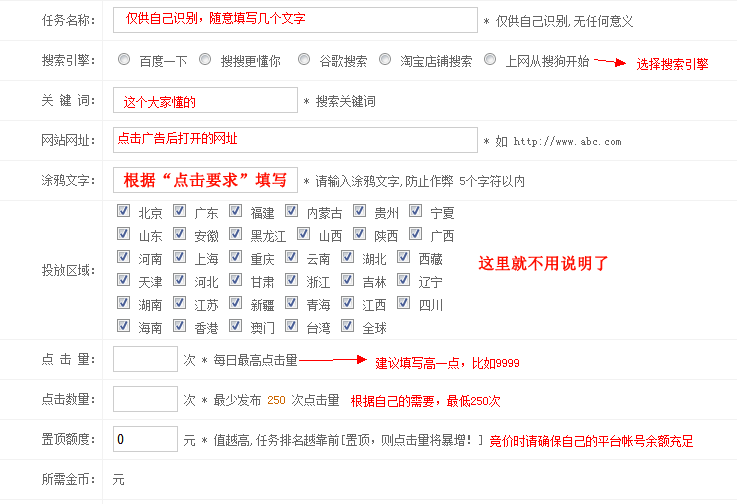 任务名称: 仅供自己识别，随意填写几个文字 * 仅供自己识别,无任何意义
搜索引擎: 百度一下 搜搜更懂你 谷歌搜索 淘宝店铺搜索 上网从搜狗开始 选择搜索引擎
关 键 词: 这个大家懂的 * 搜索关键词
网站网址: 点击广告后打开的网址 * 如 http://www.abc.com
涂鸦文字: 根据“点击要求”填写 * 请输入涂鸦文字,防止作弊 5个字符以内
北京 广东 福建 内蒙古 贵州 宁夏
山东 安徽 黑龙江 山西 陕西 广西
河南 上海 重庆 云南 湖北 西藏
投放区域: 这里就不用说明了
天津 河北 甘肃 浙江 吉林 辽宁
湖南 江苏 新疆 青海 江西 四川
海南 香港 澳门 台湾 全球
点 击 量: 次 * 每日最高点击量 建议填写高一点，比如9999
点击数量: 次 * 最少发布 250 次点击量 根据自己的需要，最低250次
置顶额度: 0 元 * 值越高,任务排名越靠前[置顶，则点击量将暴增！] 竞价时请确保自己的平台帐号余额充足
所需金币: 元